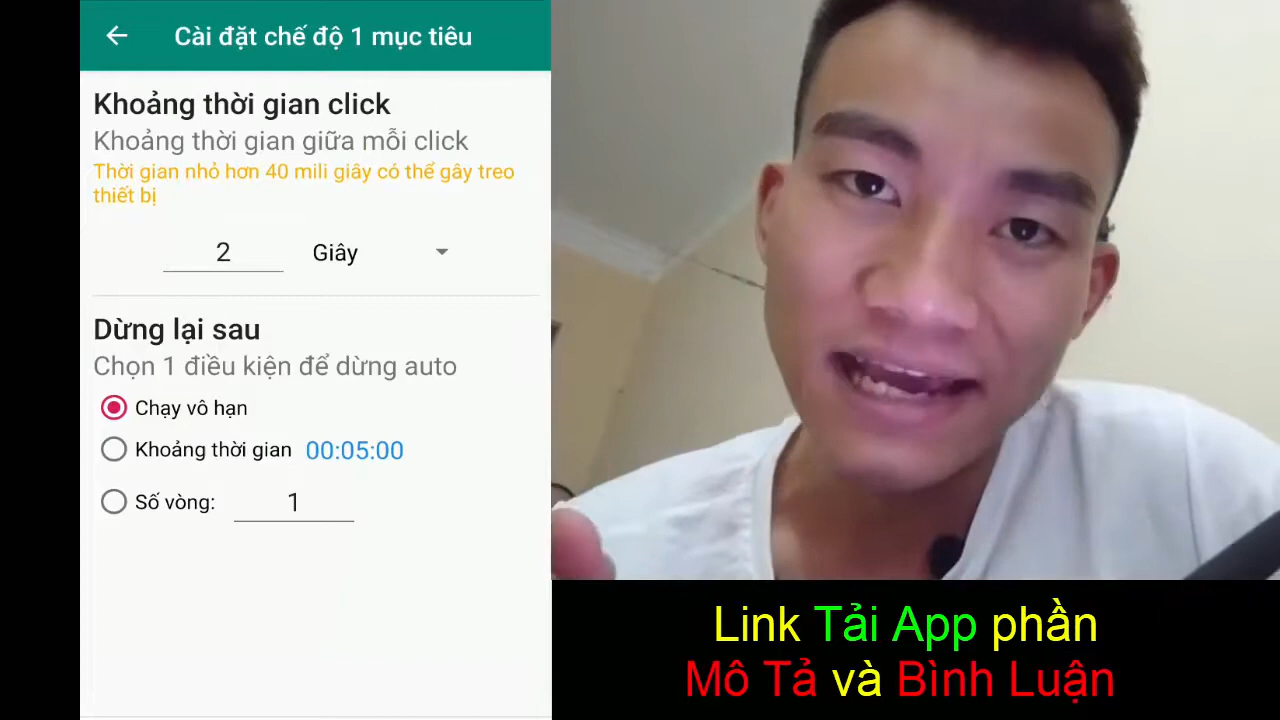 Cài đặt chế độ 1 mục tiêu
Khoảng thời gian click
Khoảng thời gian giữa mỗi click
Thời gian nhỏ hơn 40 mili giây có thể gây treo
thiết bị
2 Giây
Dừng lại sau
Chọn 1 điều kiện để dừng auto
Chạy vô hạn
Khoảng thời gian 00:05:00
Số vòng: 1
Link Tải App phần
Mô Tả và Bình Luận